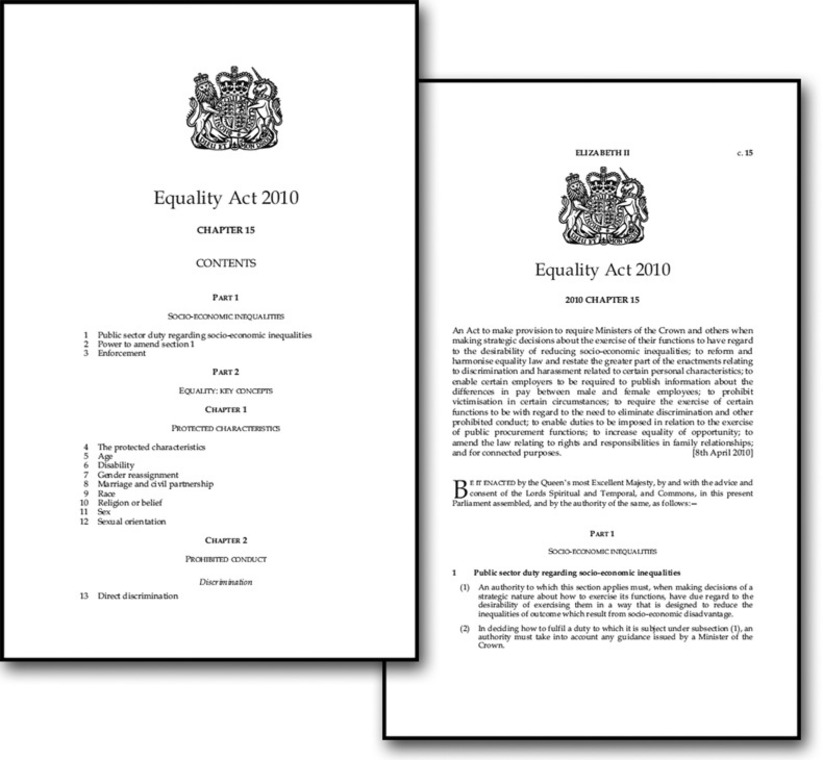 Equality Act 2010
CHAPTER 15
CONTENTS
PART 1
SOCIO-ECONOMIC INEQUALITIES
1 Public sector duty regarding socio-economic inequalities
2 Power to amend section 1
3 Enforcement
PART 2
EQUALITY: KEY CONCEPTS
CHAPTER 1
PROTECTED CHARACTERISTICS
4 The protected characteristics
5 Age
6 Disability
7 Gender reassignment
8 Marriage and civil partnership
9 Race
10 Religion or belief
11 Sex
12 Sexual orientation
CHAPTER 2
PROHIBITED CONDUCT
Discrimination
13 Direct discrimination
ELIZABETH II c. 15
Equality Act 2010
2010 CHAPTER 15
An Act to make provision to require Ministers of the Crown and others when
making strategic decisions about the exercise of their functions to have regard
to the desirability of reducing socio-economic inequalities; to reform and
harmonise equality law and restate the greater part of the enactments relating
to discrimination and harassment related to certain personal characteristics; to
enable certain employers to be required to publish information about the
differences in pay between male and female employees; to prohibit
victimisation in certain circumstances; to require the exercise of certain
functions to be with regard to the need to eliminate discrimination and other
prohibited conduct; to enable duties to be imposed in relation to the exercise
of public procurement functions; to increase equality of opportunity; to
amend the law relating to rights and responsibilities in family relationships;
and for connected purposes. [8th April 2010]
BE IT ENACTED by the Queen's most Excellent Majesty, by and with the advice and
consent of the Lords Spiritual and Temporal, and Commons, in this present
Parliament assembled, and by the authority of the same, as follows:—
PART 1
SOCIO-ECONOMIC INEQUALITIES
1 Public sector duty regarding socio-economic inequalities
(1) An authority to which this section applies must, when making decisions of a
strategic nature about how to exercise its functions, have due regard to the
desirability of exercising them in a way that is designed to reduce the
inequalities of outcome which result from socio-economic disadvantage.
(2) In deciding how to fulfil a duty to which it is subject under subsection (1), an
authority must take into account any guidance issued by a Minister of the
Crown.